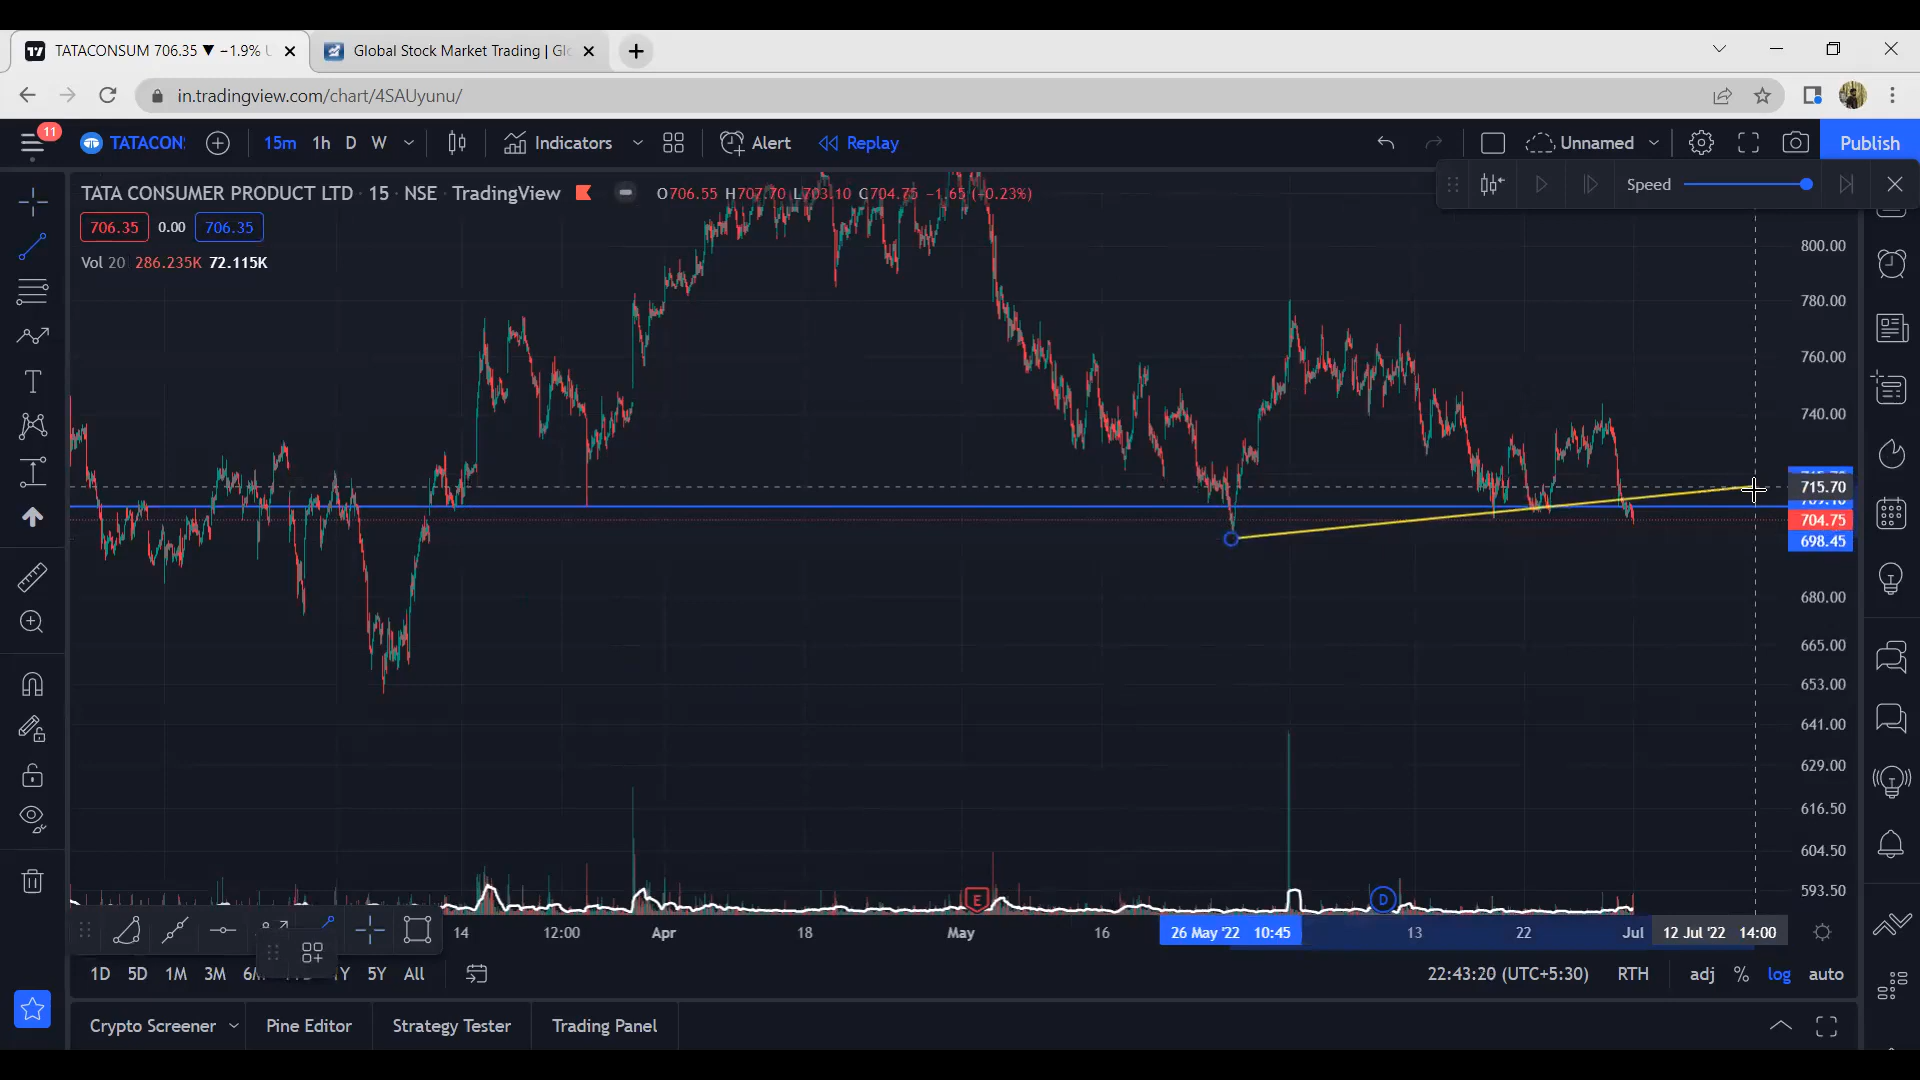 TATACONSUM 706.35 ▼ −1.9%
Global Stock Market Trading | Gl
in.tradingview.com/chart/4SAUyunu/
11
TATACON
15m 1h D W
Indicators
Alert
Replay
Unnamed
Publish
TATA CONSUMER PRODUCT LTD · 15 · NSE · TradingView
O706.55 H707.70 L703.10 C704.75 −1.65 (−0.23%)
Speed
706.35 0.00 706.35
Vol 20 286.235K 72.115K
800.00
780.00
760.00
740.00
715.70
704.75
698.45
680.00
665.00
653.00
641.00
629.00
616.50
604.50
593.50
E
D
14 12:00 Apr 18 May 16 26 May '22 10:45 13 22 Jul 12 Jul '22 14:00
1D 5D 1M 3M 1Y 5Y All
22:43:20 (UTC+5:30) RTH adj % log auto
Crypto Screener Pine Editor Strategy Tester Trading Panel